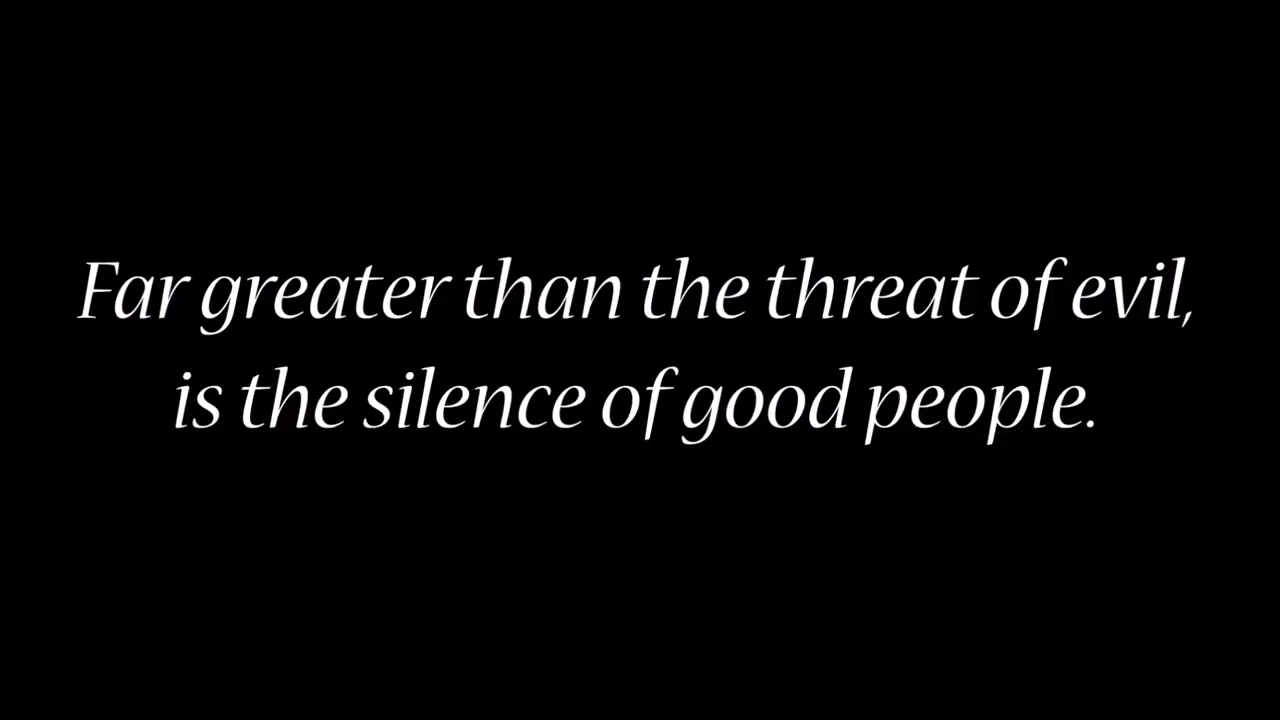 Far greater than the threat of evil,
is the silence of good people.